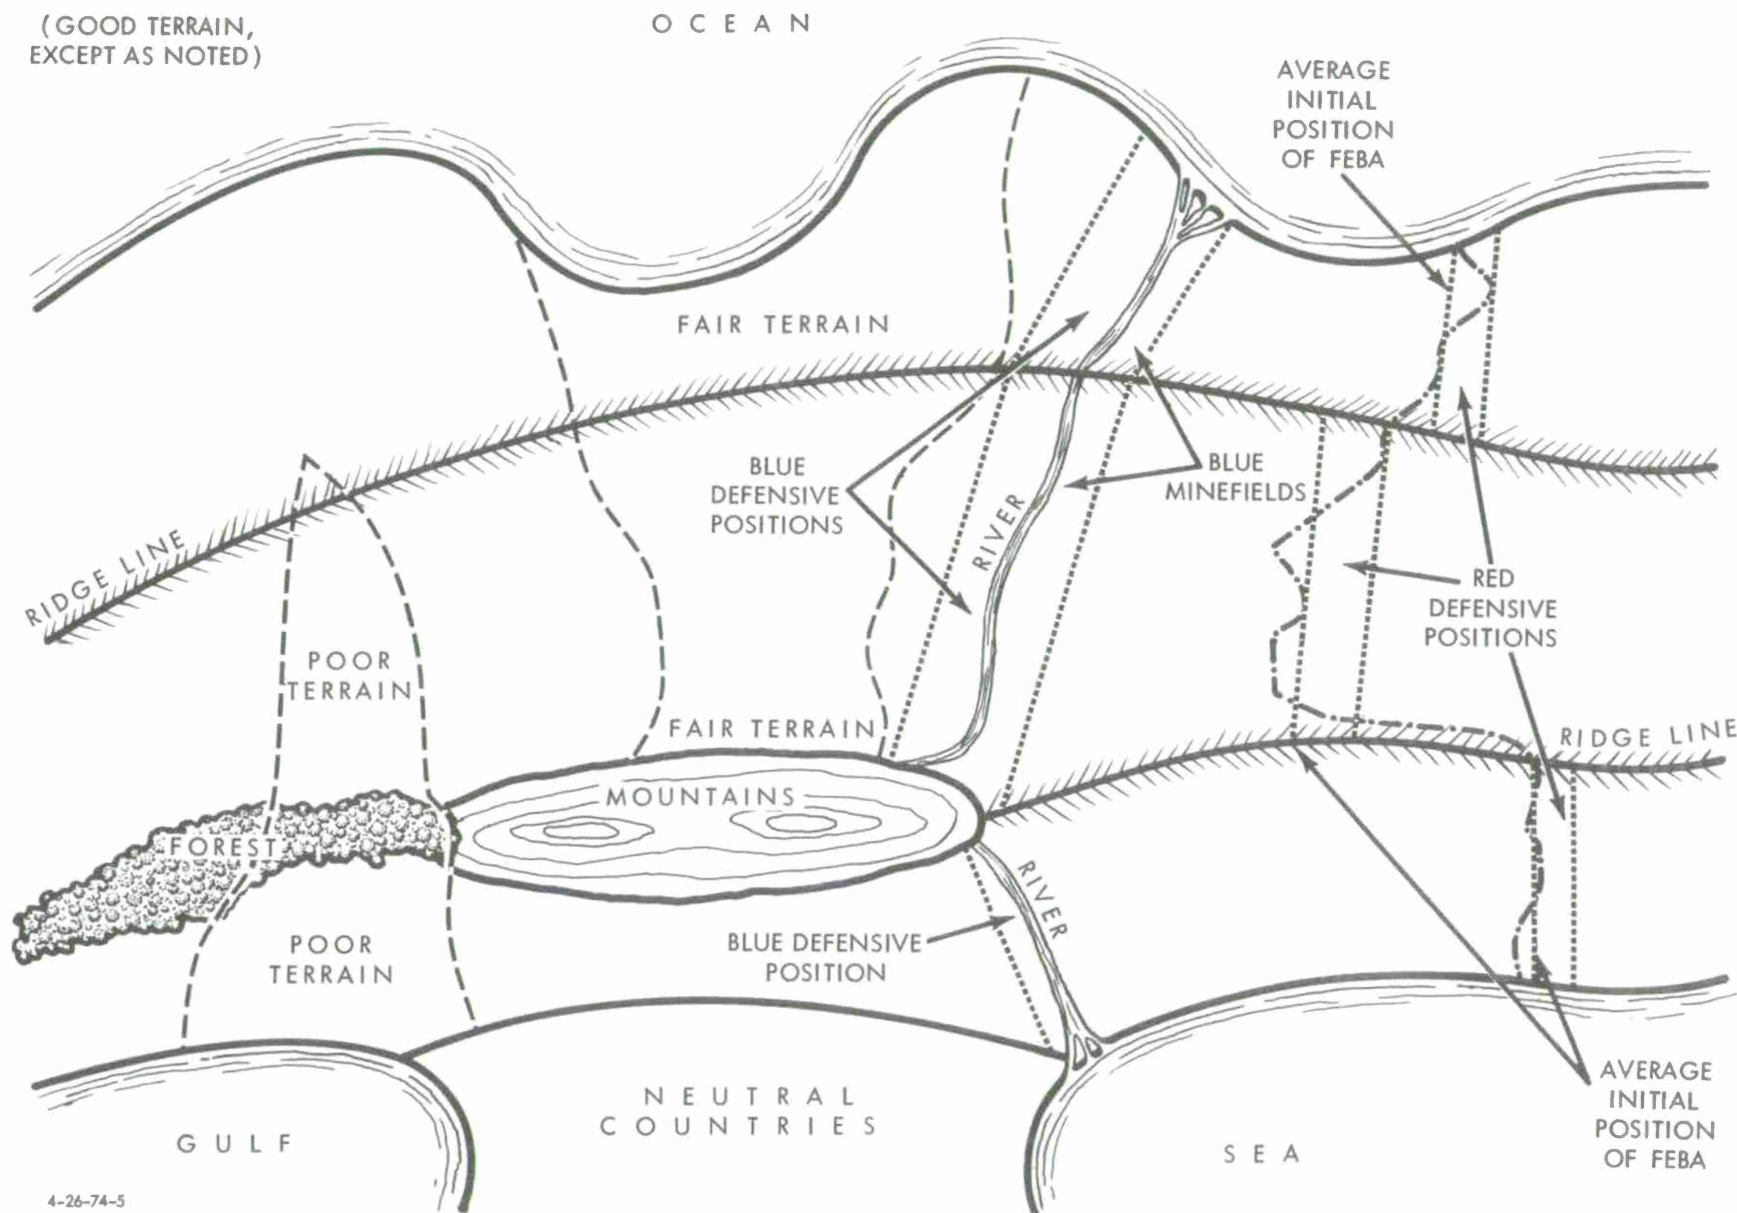 (GOOD TERRAIN,
EXCEPT AS NOTED)
OCEAN
AVERAGE
INITIAL
POSITION
OF FEBA
FAIR TERRAIN
BLUE
DEFENSIVE
POSITIONS
RIVER
BLUE
MINEFIELDS
RIDGE LINE
RED
DEFENSIVE
POSITIONS
POOR
TERRAIN
FAIR TERRAIN
RIDGE LINE
MOUNTAINS
FOREST
RIVER
POOR
TERRAIN
BLUE DEFENSIVE
POSITION
NEUTRAL
COUNTRIES
GULF
SEA
AVERAGE
INITIAL
POSITION
OF FEBA
4-26-74-5